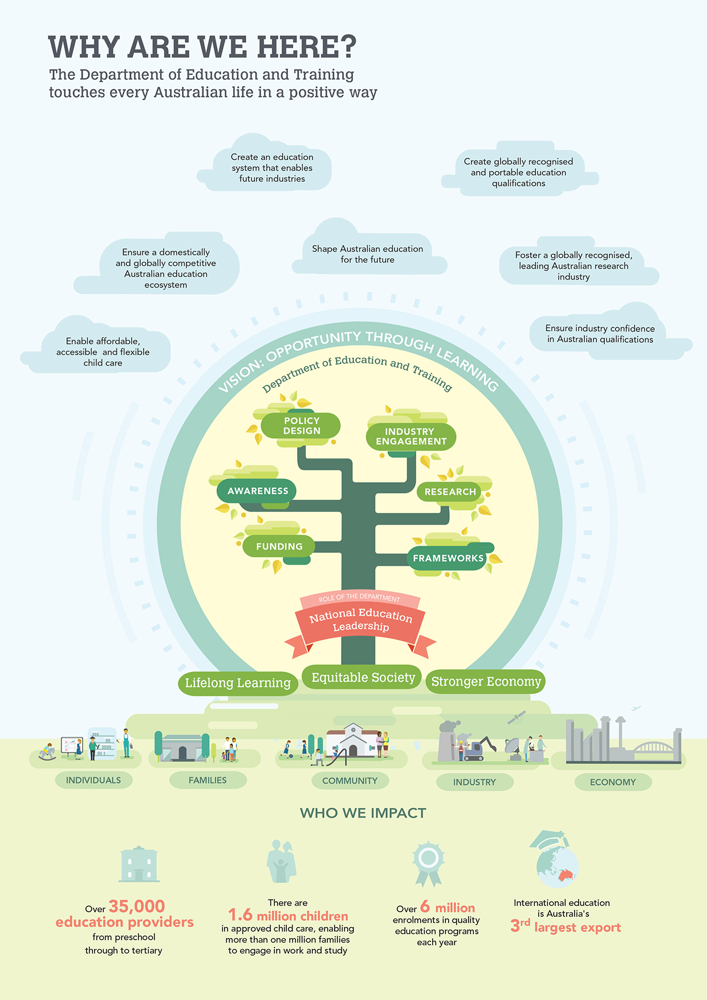 WHY ARE WE HERE?
The Department of Education and Training
touches every Australian life in a positive way
Create an education
system that enables
future industries
Create globally recognised
and portable education
qualifications
Ensure a domestically
and globally competitive
Australian education
ecosystem
Shape Australian education
for the future
Foster a globally recognised,
leading Australian research
industry
Enable affordable,
accessible and flexible
child care
Ensure industry confidence
in Australian qualifications
VISION: OPPORTUNITY THROUGH LEARNING
Department of Education and Training
POLICY
DESIGN
INDUSTRY
ENGAGEMENT
AWARENESS
RESEARCH
FUNDING
FRAMEWORKS
ROLE OF THE DEPARTMENT
National Education
Leadership
Lifelong Learning
Equitable Society
Stronger Economy
INDIVIDUALS
FAMILIES
COMMUNITY
INDUSTRY
ECONOMY
WHO WE IMPACT
Over 35,000
education providers
from preschool
through to tertiary
There are
1.6 million children
in approved child care, enabling
more than one million families
to engage in work and study
Over 6 million
enrolments in quality
education programs
each year
International education
is Australia's
3rd largest export